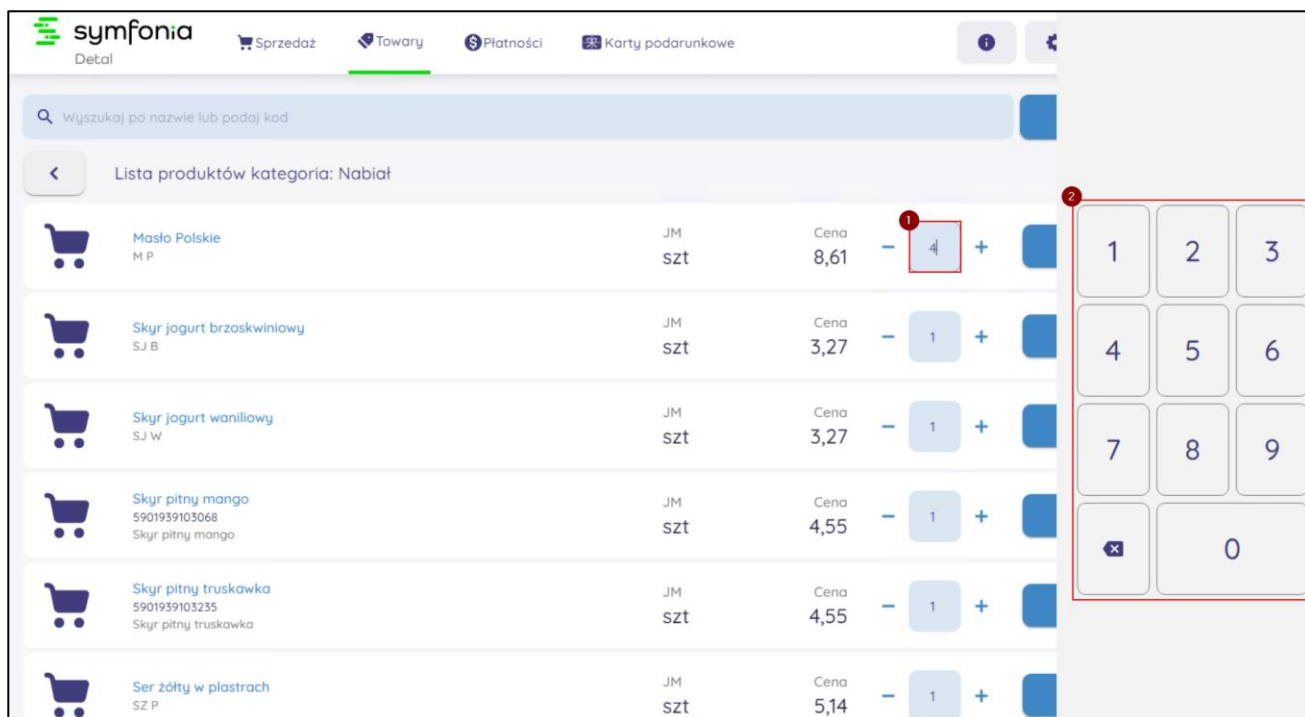 symfonia
Detal
Sprzedaż
Towary
Płatności
Karty podarunkowe
Wyszukaj po nazwie lub podaj kod
Lista produktów kategoria: Nabiał
1
2
Masło Polskie
M P
JM
szt
Cena
8,61
4
Skyr jogurt brzoskwiniowy
SJ B
JM
szt
Cena
3,27
1
Skyr jogurt waniliowy
SJ W
JM
szt
Cena
3,27
1
Skyr pitny mango
5901939103068
Skyr pitny mango
JM
szt
Cena
4,55
1
Skyr pitny truskawka
5901939103235
Skyr pitny truskawka
JM
szt
Cena
4,55
1
Ser żółty w plastrach
SZ P
JM
szt
Cena
5,14
1
1 2 3
4 5 6
7 8 9
0